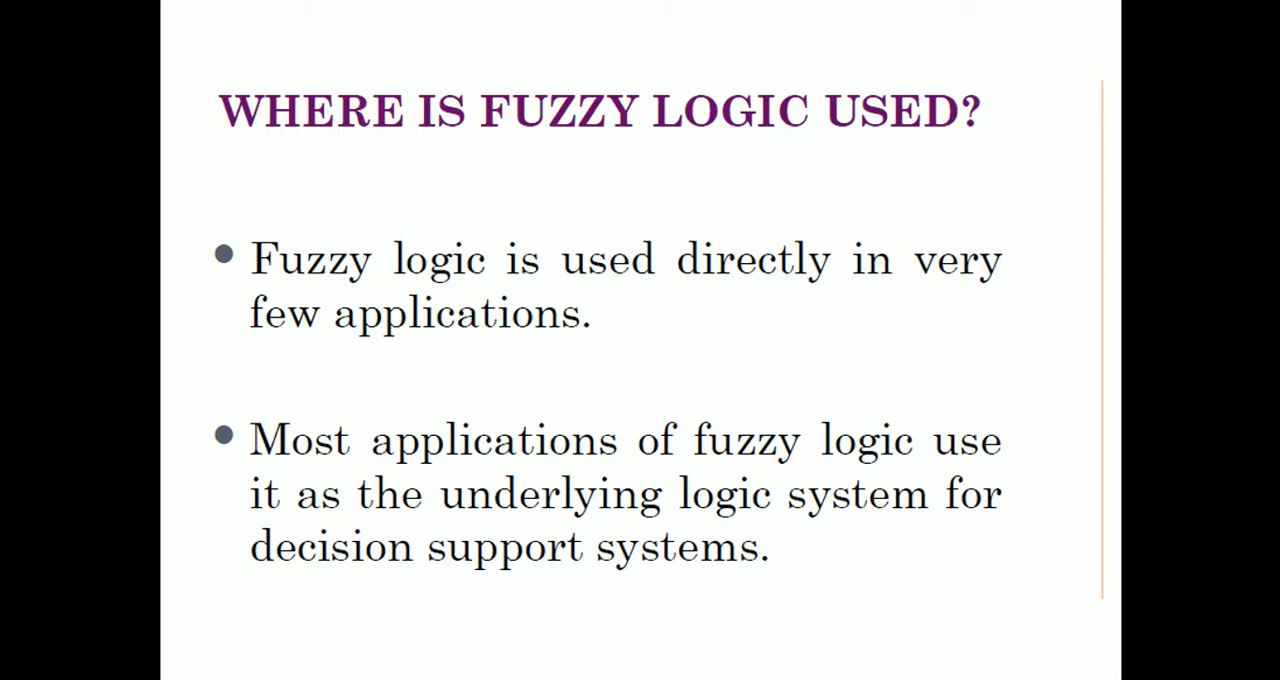 WHERE IS FUZZY LOGIC USED?
Fuzzy logic is used directly in very
few applications.
Most applications of fuzzy logic use
it as the underlying logic system for
decision support systems.